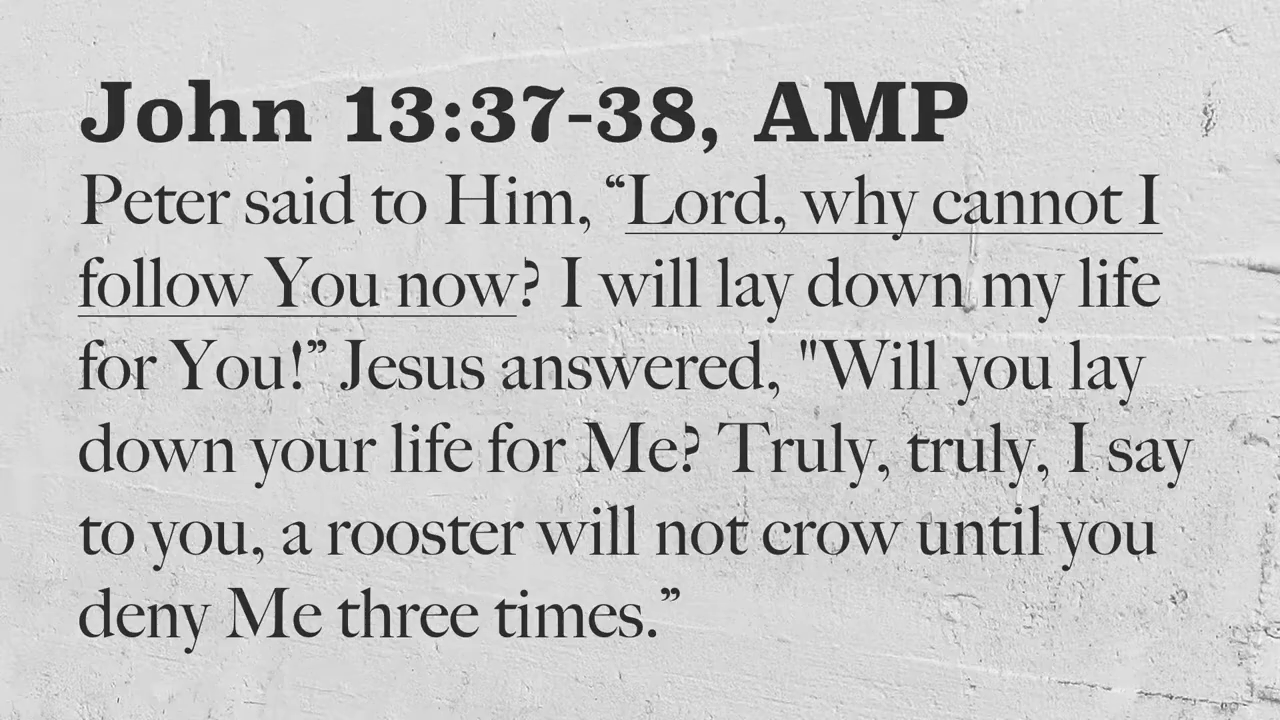 John 13:37-38, AMP
Peter said to Him, “Lord, why cannot I
follow You now? I will lay down my life
for You!” Jesus answered, "Will you lay
down your life for Me? Truly, truly, I say
to you, a rooster will not crow until you
deny Me three times.”